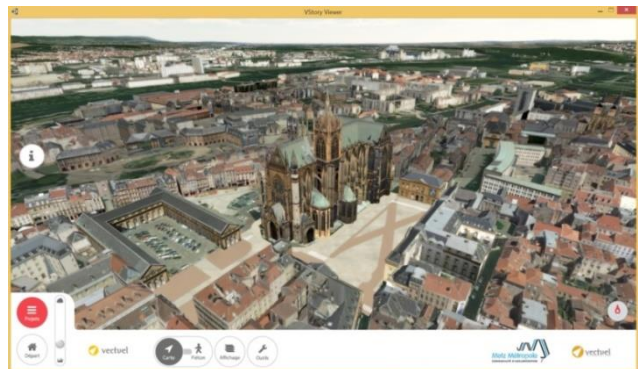 VStory Viewer
Projets
Départ
vectuel
Carte
Piéton
Affichage
Outils
Metz Métropole
vectuel